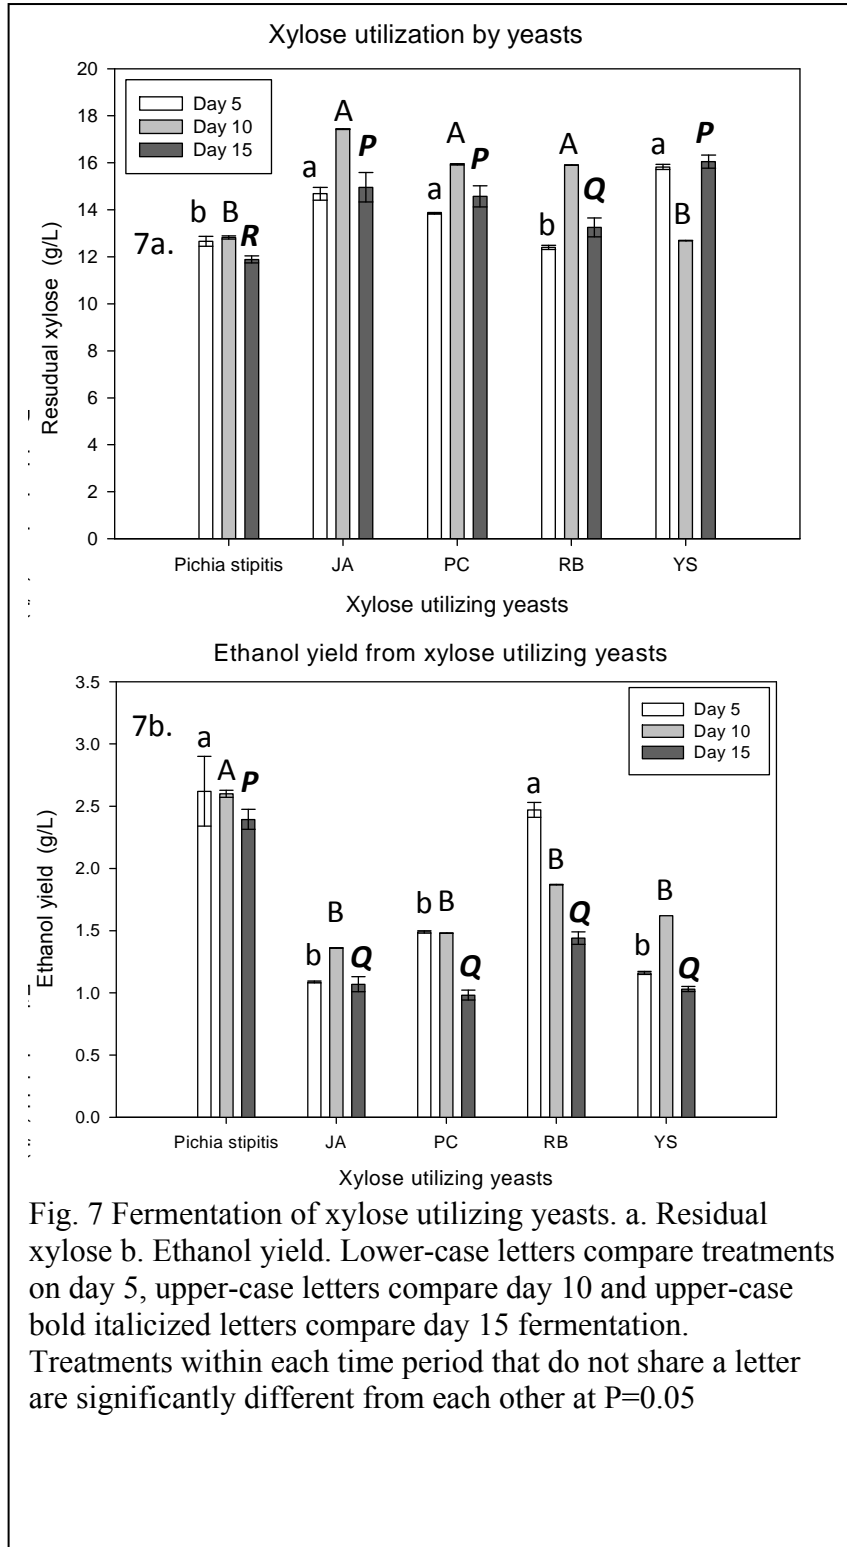 Xylose utilization by yeasts
20
18
16
14
12
10
8
6
4
2
0
Resudual xylose (g/L)
Day 5
Day 10
Day 15
7a.
b B R
a A P
a A P
b A Q
a B P
Pichia stipitis JA PC RB YS
Xylose utilizing yeasts
Ethanol yield from xylose utilizing yeasts
3.5
3.0
2.5
2.0
1.5
1.0
0.5
0.0
Ethanol yield (g/L)
7b.
Day 5
Day 10
Day 15
a A P
b B Q
b B Q
a B Q
b B Q
Pichia stipitis JA PC RB YS
Xylose utilizing yeasts
Fig. 7 Fermentation of xylose utilizing yeasts. a. Residual
xylose b. Ethanol yield. Lower-case letters compare treatments
on day 5, upper-case letters compare day 10 and upper-case
bold italicized letters compare day 15 fermentation.
Treatments within each time period that do not share a letter
are significantly different from each other at P=0.05